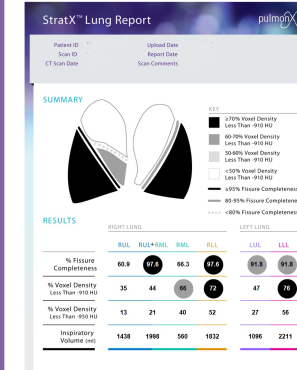 StratX™ Lung Report
pulmonx
Patient ID
Upload Date
Scan ID
Report Date
CT Scan Date
Scan Comments
SUMMARY
KEY
≥70% Voxel Density
Less Than -910 HU
60-70% Voxel Density
Less Than -910 HU
50-60% Voxel Density
Less Than -910 HU
<50% Voxel Density
Less Than -910 HU
≥95% Fissure Completeness
80-95% Fissure Completene
<80% Fissure Completeness
RESULTS
RIGHT LUNG LEFT LUNG
RUL RUL+RML RML RLL LUL LLL
% Fissure
Completeness
60.9 97.6 66.3 97.6 91.8 91.8
% Voxel Density
Less Than -910 HU
35 44 66 72 47 76
% Voxel Density
Less Than -950 HU
13 21 40 52 27 56
Inspiratory
Volume (ml)
1438 1998 560 1832 1096 2211